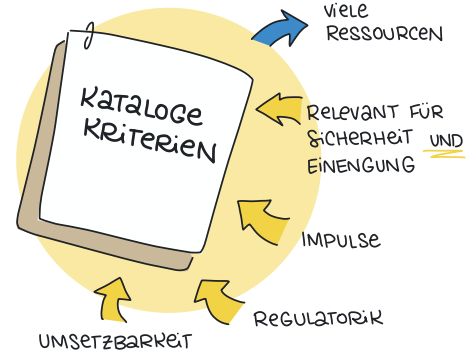 Viele
Ressourcen
Kataloge
Kriterien
Relevant für
Sicherheit und
Einengung
Impulse
Regulatorik
Umsetzbarkeit